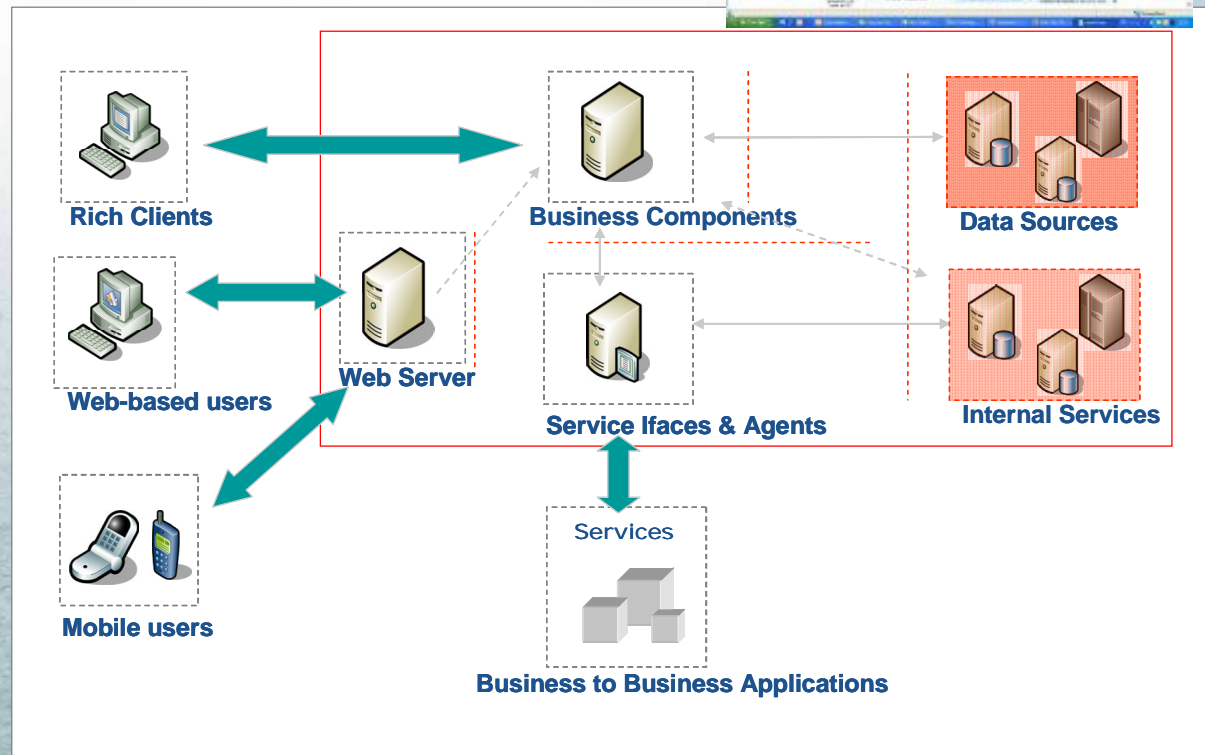 Rich Clients
Business Components
Data Sources
Web Server
Web-based users
Service Ifaces & Agents
Internal Services
Mobile users
Services
Business to Business Applications